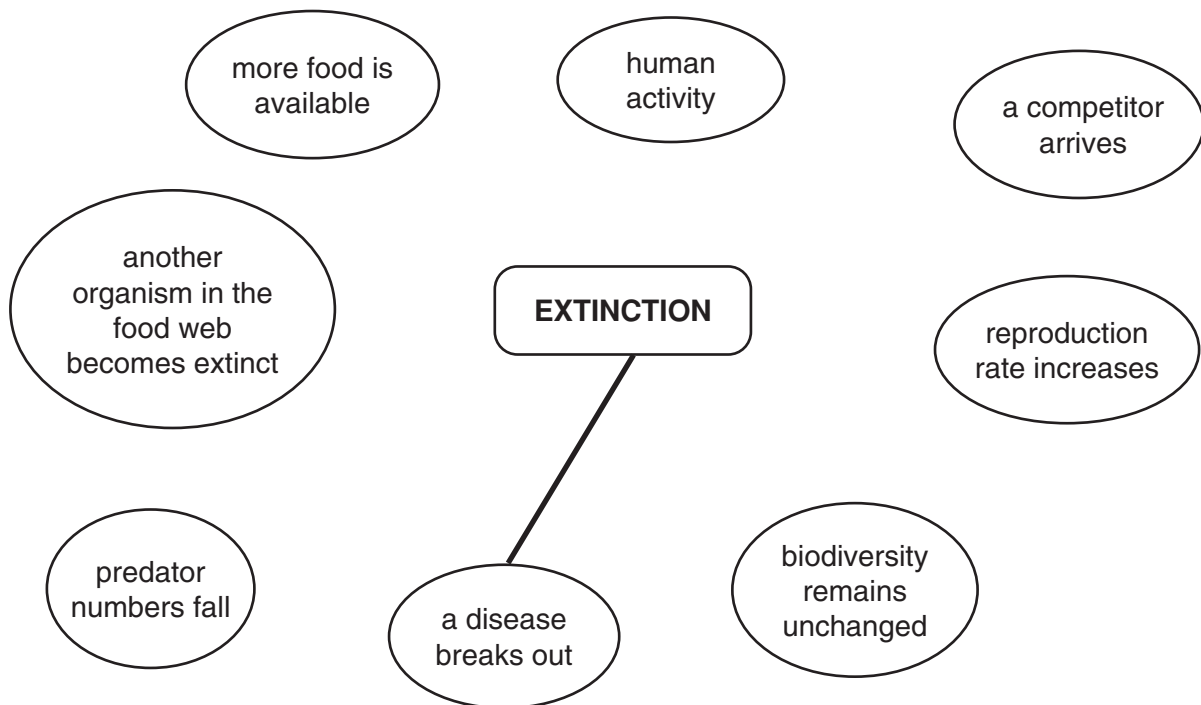 more food is
available
human
activity
a competitor
arrives
another
organism in the
food web
becomes extinct
EXTINCTION
reproduction
rate increases
predator
numbers fall
a disease
breaks out
biodiversity
remains
unchanged